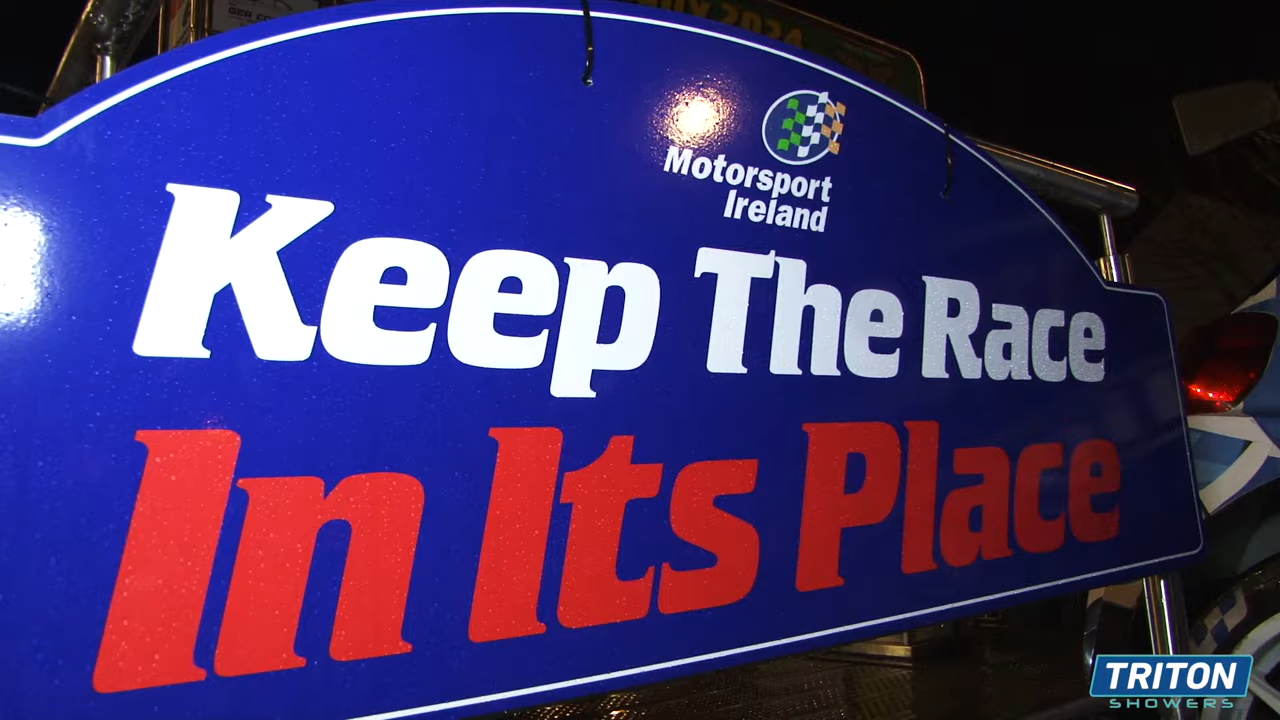 Motorsport
Ireland
Keep The Race
In Its Place
TRITON
SHOWERS